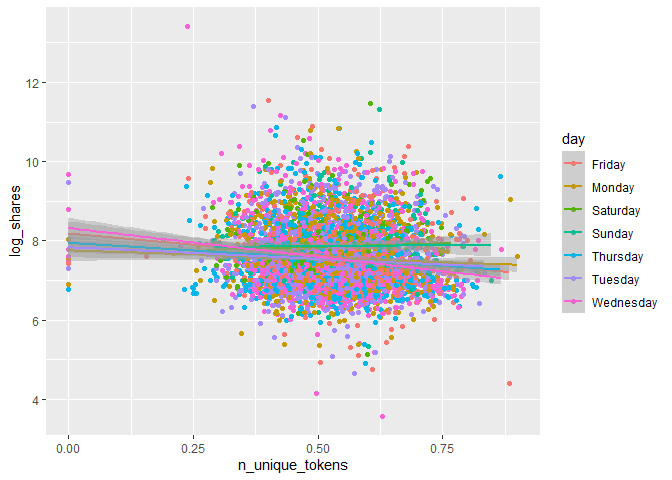 12
10
8
6
4
log_shares
0.00
0.25
0.50
0.75
n_unique_tokens
day
Friday
Monday
Saturday
Sunday
Thursday
Tuesday
Wednesday